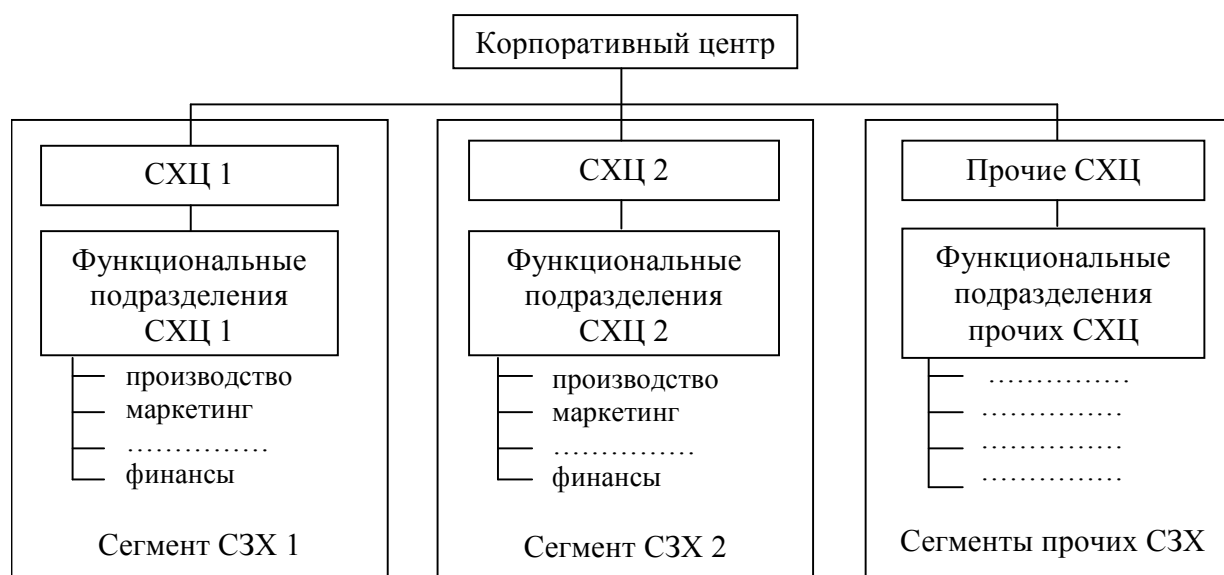 Корпоративный центр
СХЦ 1
Функциональные
подразделения
СХЦ 1
производство
маркетинг
……………
финансы
Сегмент СЗХ 1
СХЦ 2
Функциональные
подразделения
СХЦ 2
производство
маркетинг
……………
финансы
Сегмент СЗХ 2
Прочие СХЦ
Функциональные
подразделения
прочих СХЦ
……………
……………
……………
……………
Сегменты прочих СЗХ